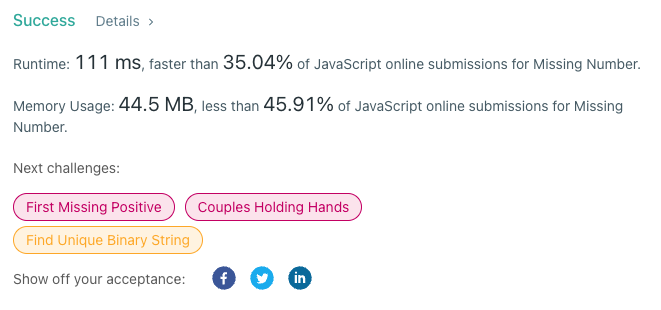 Success Details >
Runtime: 111 ms, faster than 35.04% of JavaScript online submissions for Missing Number.
Memory Usage: 44.5 MB, less than 45.91% of JavaScript online submissions for Missing
Number.
Next challenges:
First Missing Positive Couples Holding Hands
Find Unique Binary String
Show off your acceptance: f in